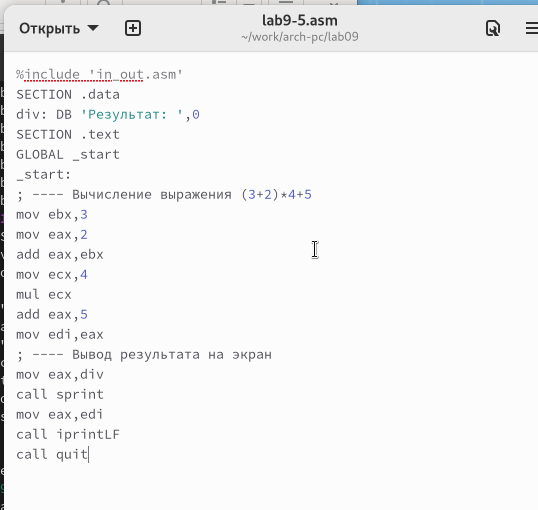 Открыть
lab9-5.asm
~/work/arch-pc/lab09
%include 'in_out.asm'
SECTION .data
div: DB 'Результат: ',0
SECTION .text
GLOBAL _start
_start:
; ---- Вычисление выражения (3+2)*4+5
mov ebx,3
mov eax,2
add eax,ebx
mov ecx,4
mul ecx
add eax,5
mov edi,eax
; ---- Вывод результата на экран
mov eax,div
call sprint
mov eax,edi
call iprintLF
call quit